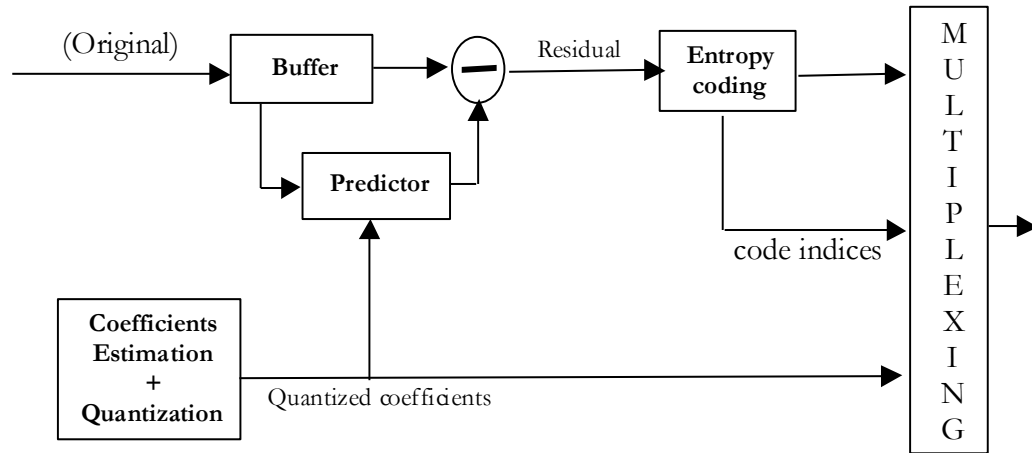 (Original)
Buffer
Residual
Entropy
coding
Predictor
code indices
Coefficients
Estimation
+
Quantization
Quantized coefficients
M
U
L
T
I
P
L
E
X
I
N
G